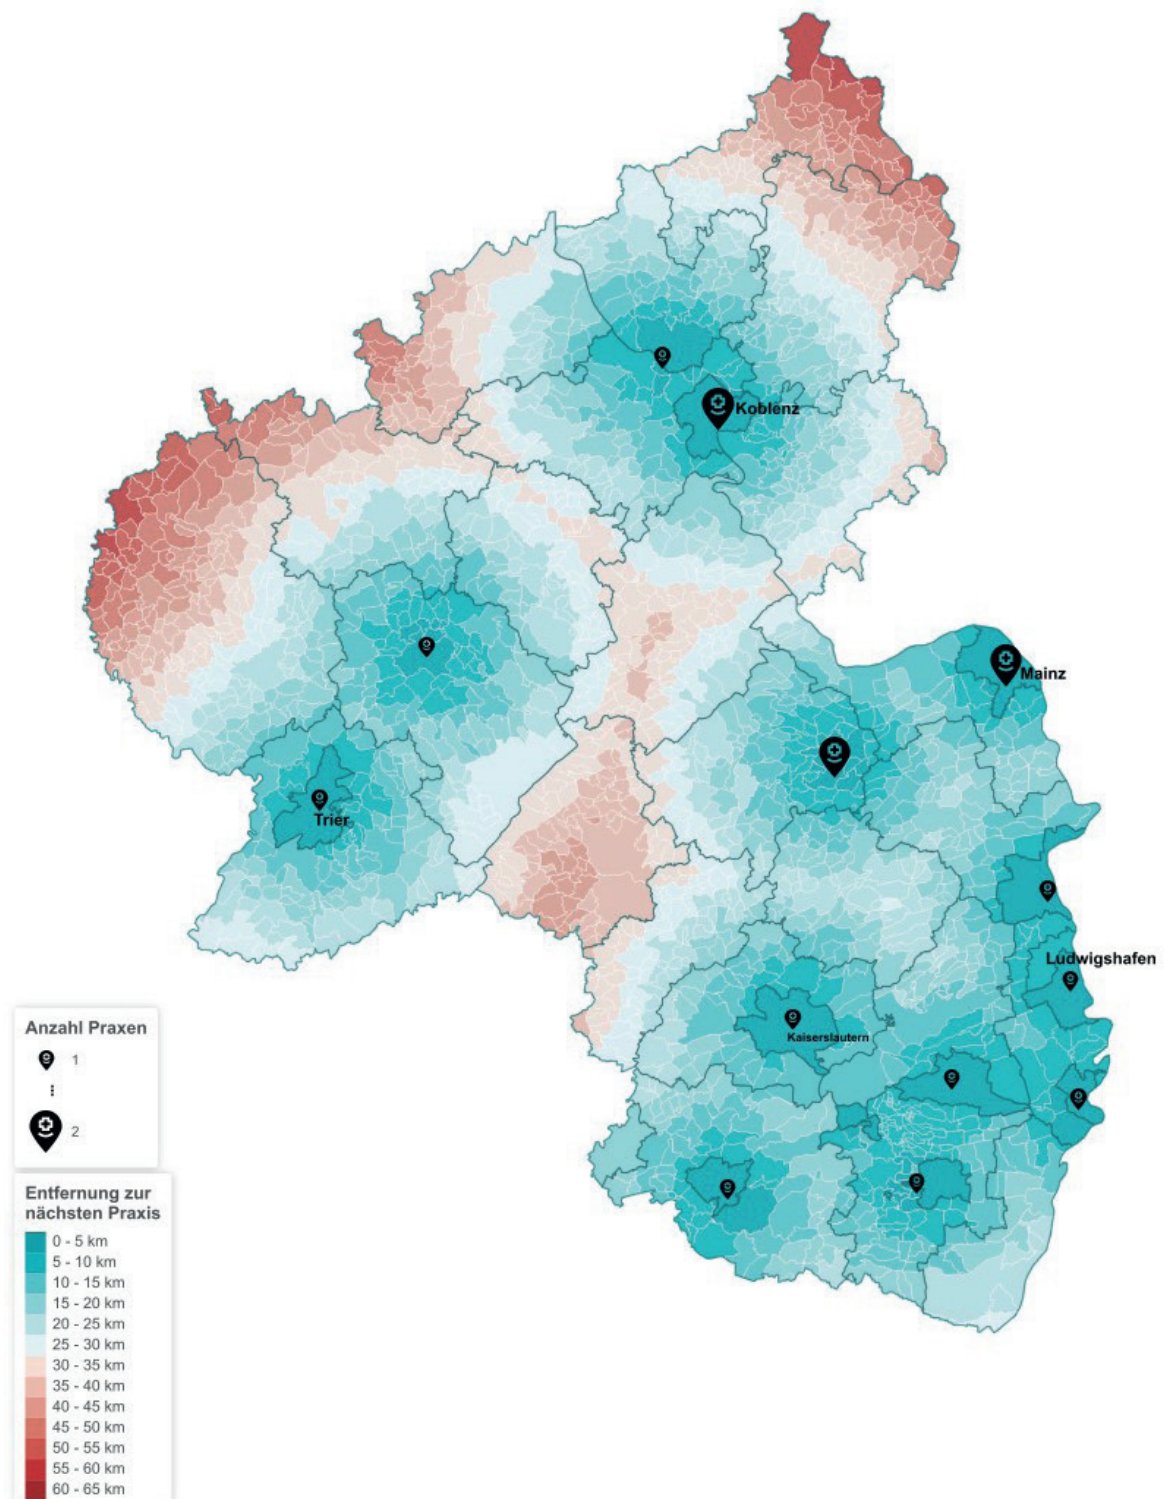 Koblenz
Mainz
Trier
Ludwigshafen
Kaiserslautern
Anzahl Praxen
1
2
Entfernung zur
nächsten Praxis
0 - 5 km
5 - 10 km
10 - 15 km
15 - 20 km
20 - 25 km
25 - 30 km
30 - 35 km
35 - 40 km
40 - 45 km
45 - 50 km
50 - 55 km
55 - 60 km
60 - 65 km